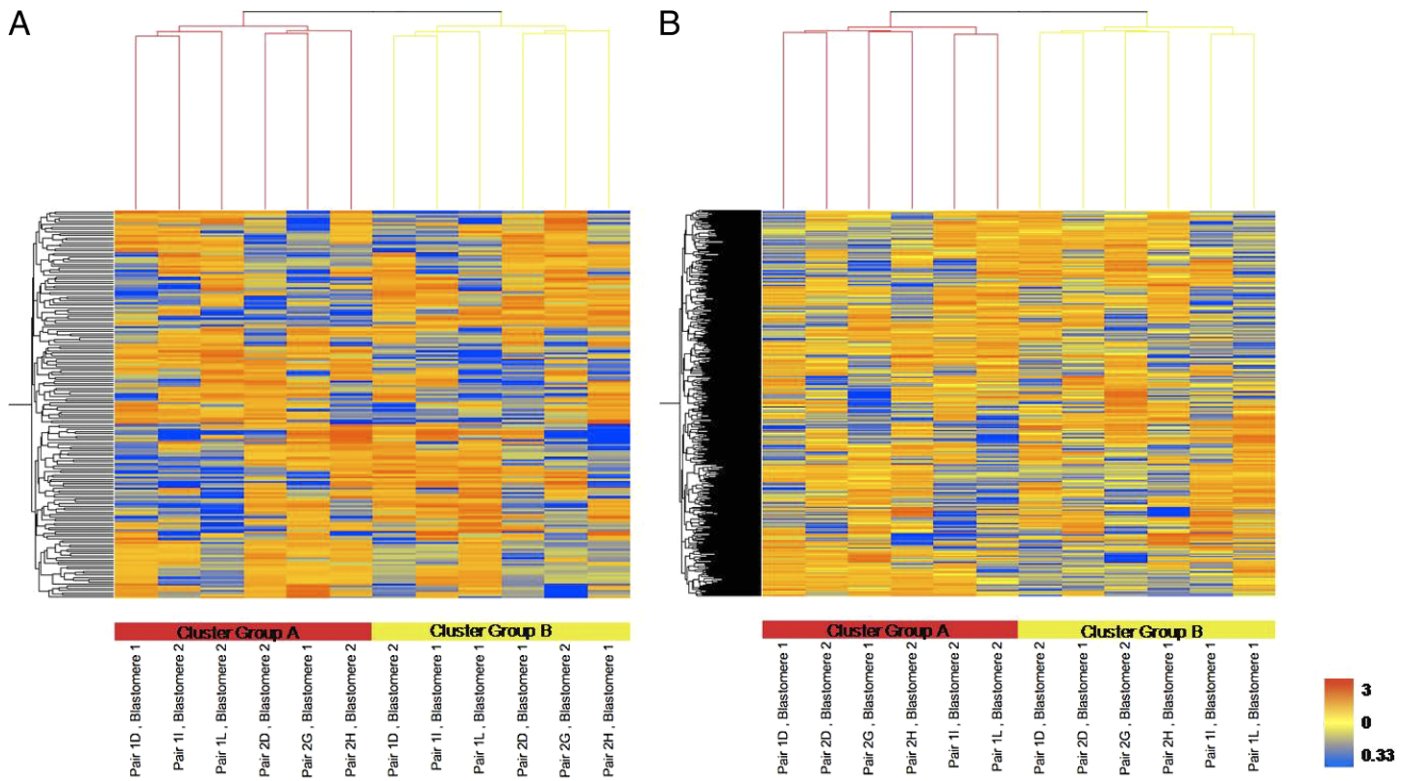 A
B
Cluster Group A
Cluster Group B
Pair 1D , Blastomere 1
Pair 1I , Blastomere 2
Pair 1L , Blastomere 2
Pair 2D , Blastomere 2
Pair 2G , Blastomere 1
Pair 2H , Blastomere 2
Pair 1D , Blastomere 2
Pair 1I , Blastomere 1
Pair 1L , Blastomere 1
Pair 2D , Blastomere 1
Pair 2G , Blastomere 2
Pair 2H , Blastomere 1
Cluster Group A
Cluster Group B
Pair 1D , Blastomere 1
Pair 2D , Blastomere 2
Pair 2G , Blastomere 1
Pair 2H , Blastomere 2
Pair 1I , Blastomere 2
Pair 1L , Blastomere 2
Pair 1D , Blastomere 2
Pair 2D , Blastomere 1
Pair 2G , Blastomere 2
Pair 2H , Blastomere 1
Pair 1I , Blastomere 1
Pair 1L , Blastomere 1
3
0
0.33